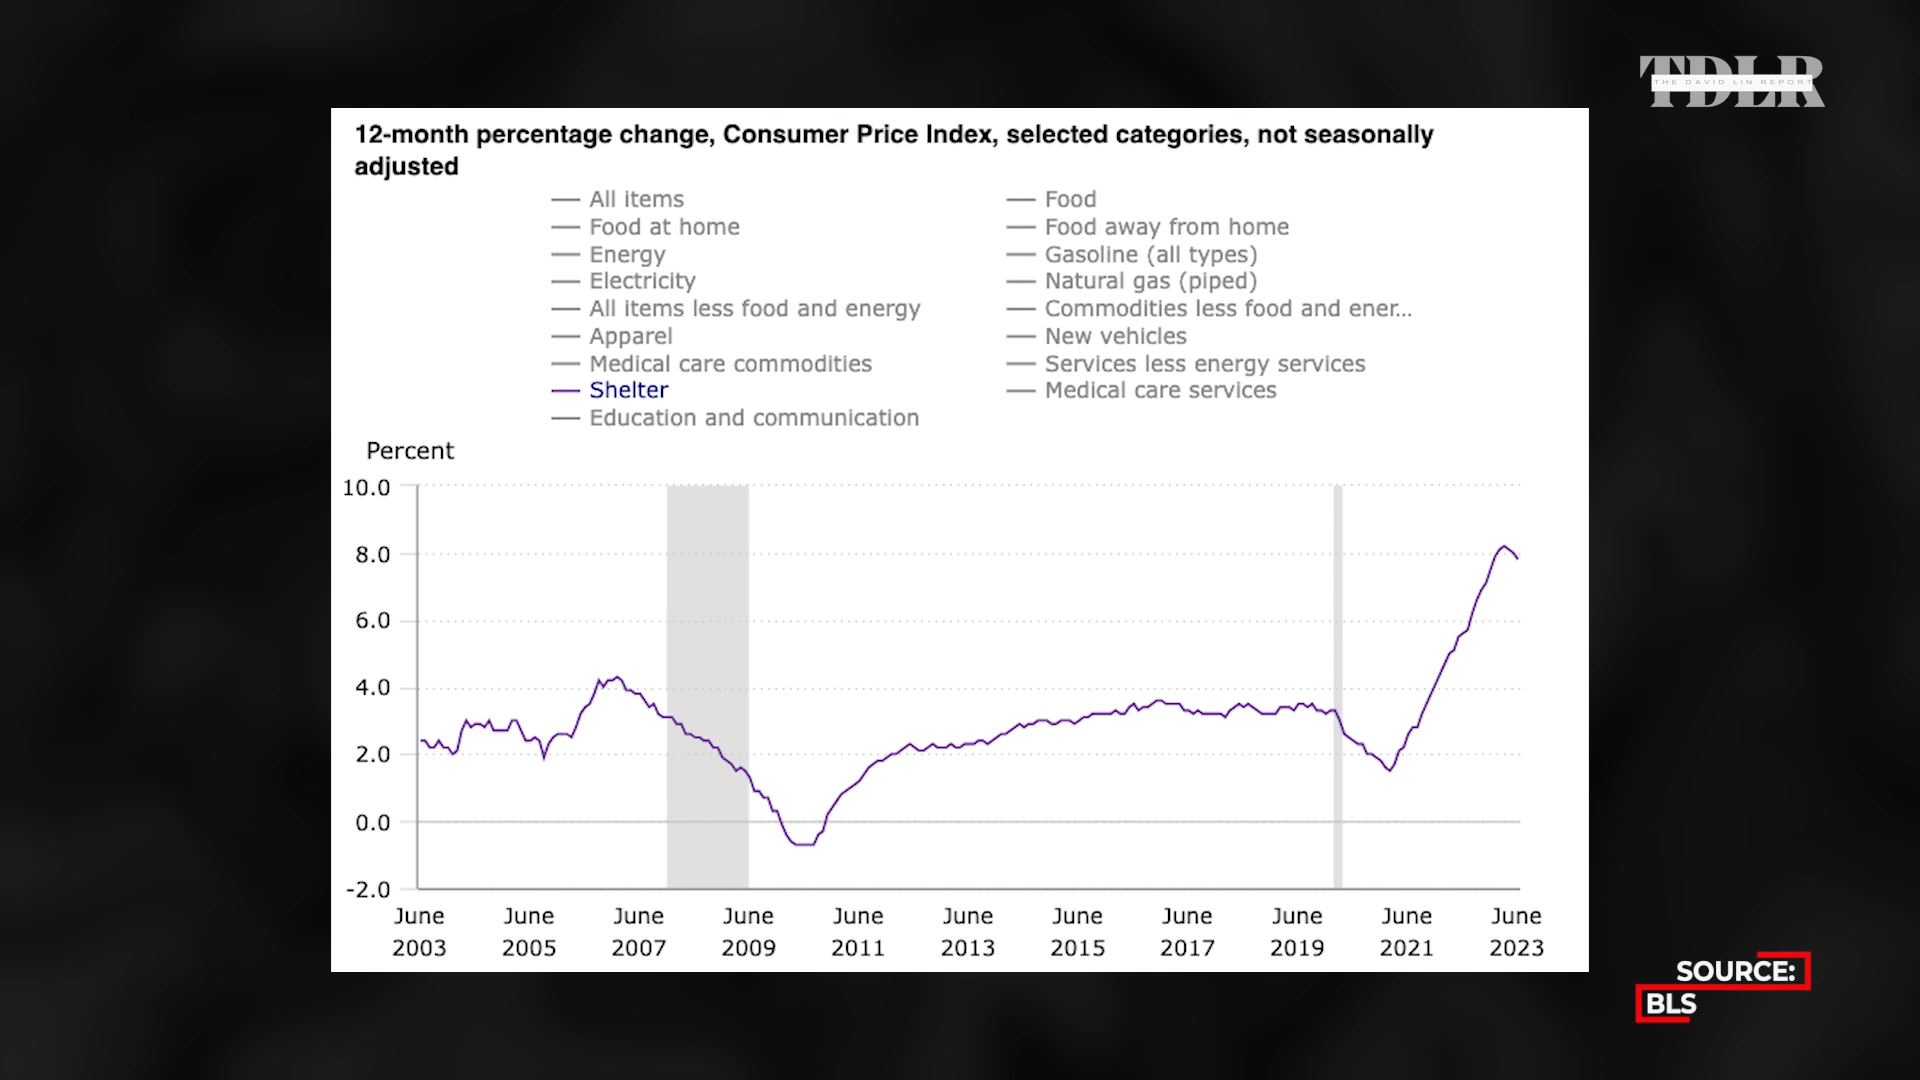 TDLR
THE DAVID LIN REPORT
12-month percentage change, Consumer Price Index, selected categories, not seasonally
adjusted
All items
Food
Food at home
Food away from home
Energy
Gasoline (all types)
Electricity
Natural gas (piped)
All items less food and energy
Commodities less food and ener...
Apparel
New vehicles
Medical care commodities
Services less energy services
Shelter
Medical care services
Education and communication
Percent
10.0
8.0
6.0
4.0
2.0
0.0
-2.0
June June June June June June June June June June June
2003 2005 2007 2009 2011 2013 2015 2017 2019 2021 2023
SOURCE:
BLS